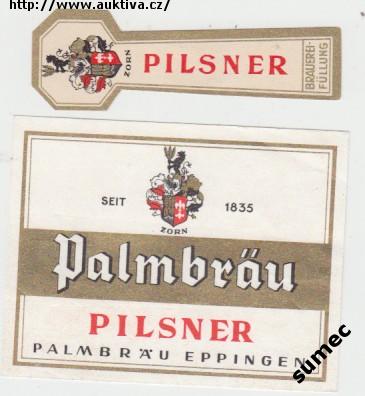 http://www.auktiva.cz/
ZORN
PILSNER
BRAUEREI-
FÜLLUNG
SEIT
1835
ZORN
Palmbräu
PILSNER
PALMBRÄU EPPINGEN
sumec